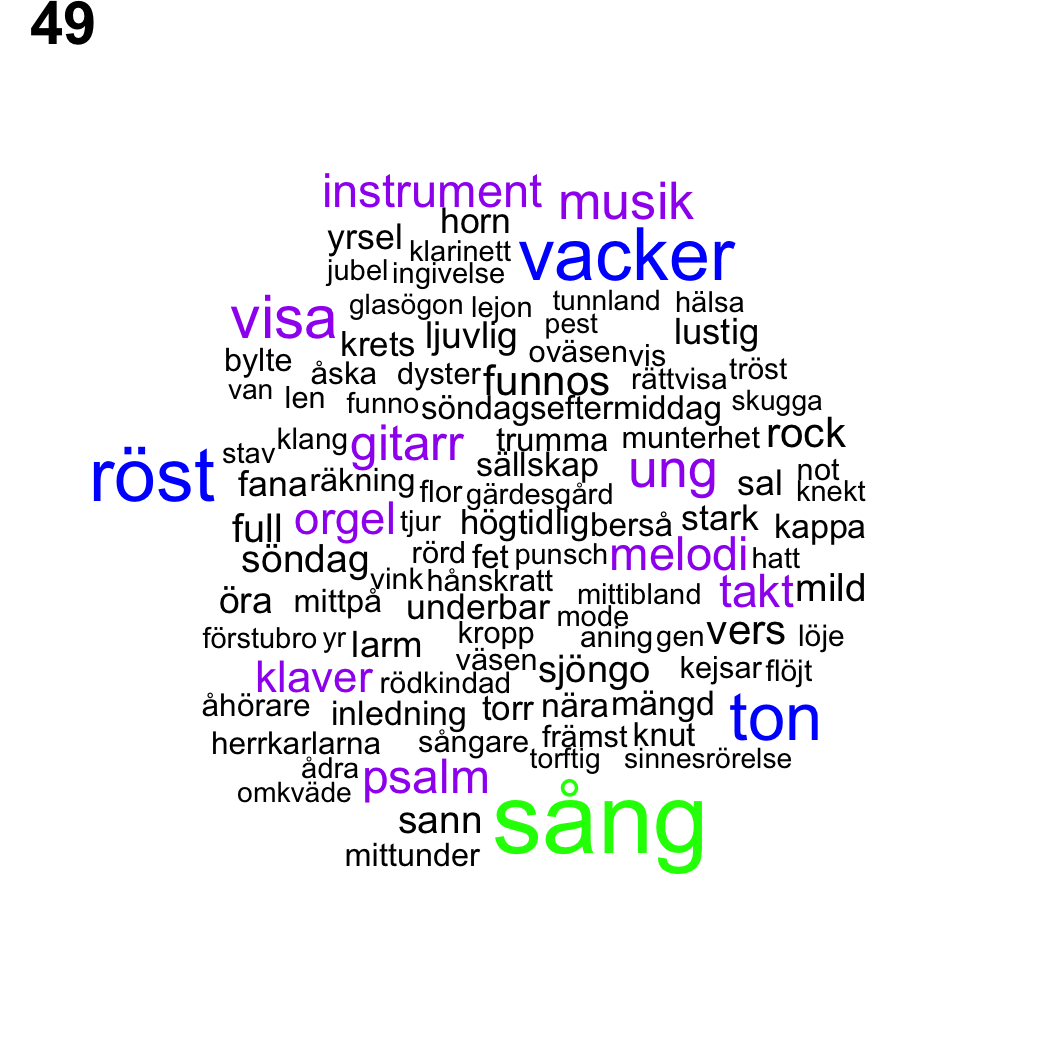 49
instrument musik
horn
yrsel klarinett vacker
jubel ingivelse
visa glasögon lejon tunnland hälsa
krets ljuvlig pest lustig
bylte åska dyster oväsen vis tröst
van len funno funnos rättvisa skugga
söndagseftermiddag
stav klang gitarr trumma munterhet rock
röst fana räkning sällskap ung sal not
flor gärdesgård knekt
full orgel tjur högtidlig berså stark kappa
söndag rörd fet punsch melodi hatt
vink hånskratt mittibland takt mild
öra mittpå underbar mode
förstubro yr larm kropp aning gen vers löje
klaver rödkindad väsen sjöngo kejsar flöjt
åhörare inledning torr nära mängd ton
herrkarlarna sångare främst knut
ådra torftig sinnesrörelse
omkväde psalm
sann sång
mittunder